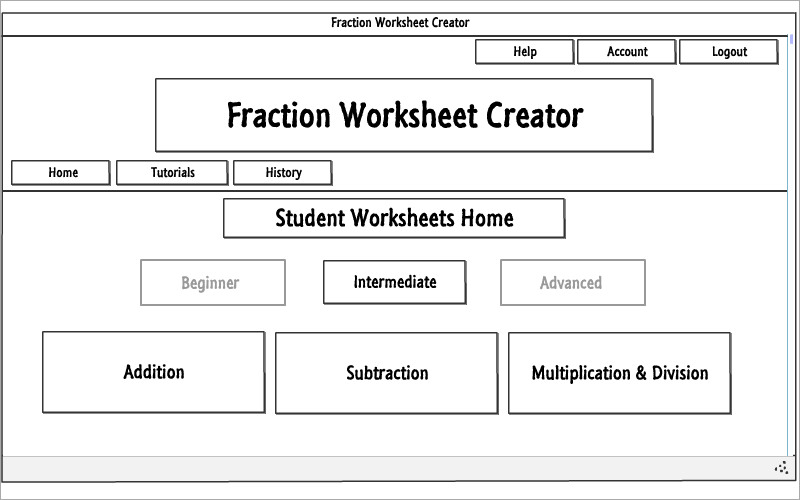 Fraction Worksheet Creator
Help Account Logout
Fraction Worksheet Creator
Home Tutorials History
Student Worksheets Home
Beginner Intermediate Advanced
Addition Subtraction Multiplication & Division